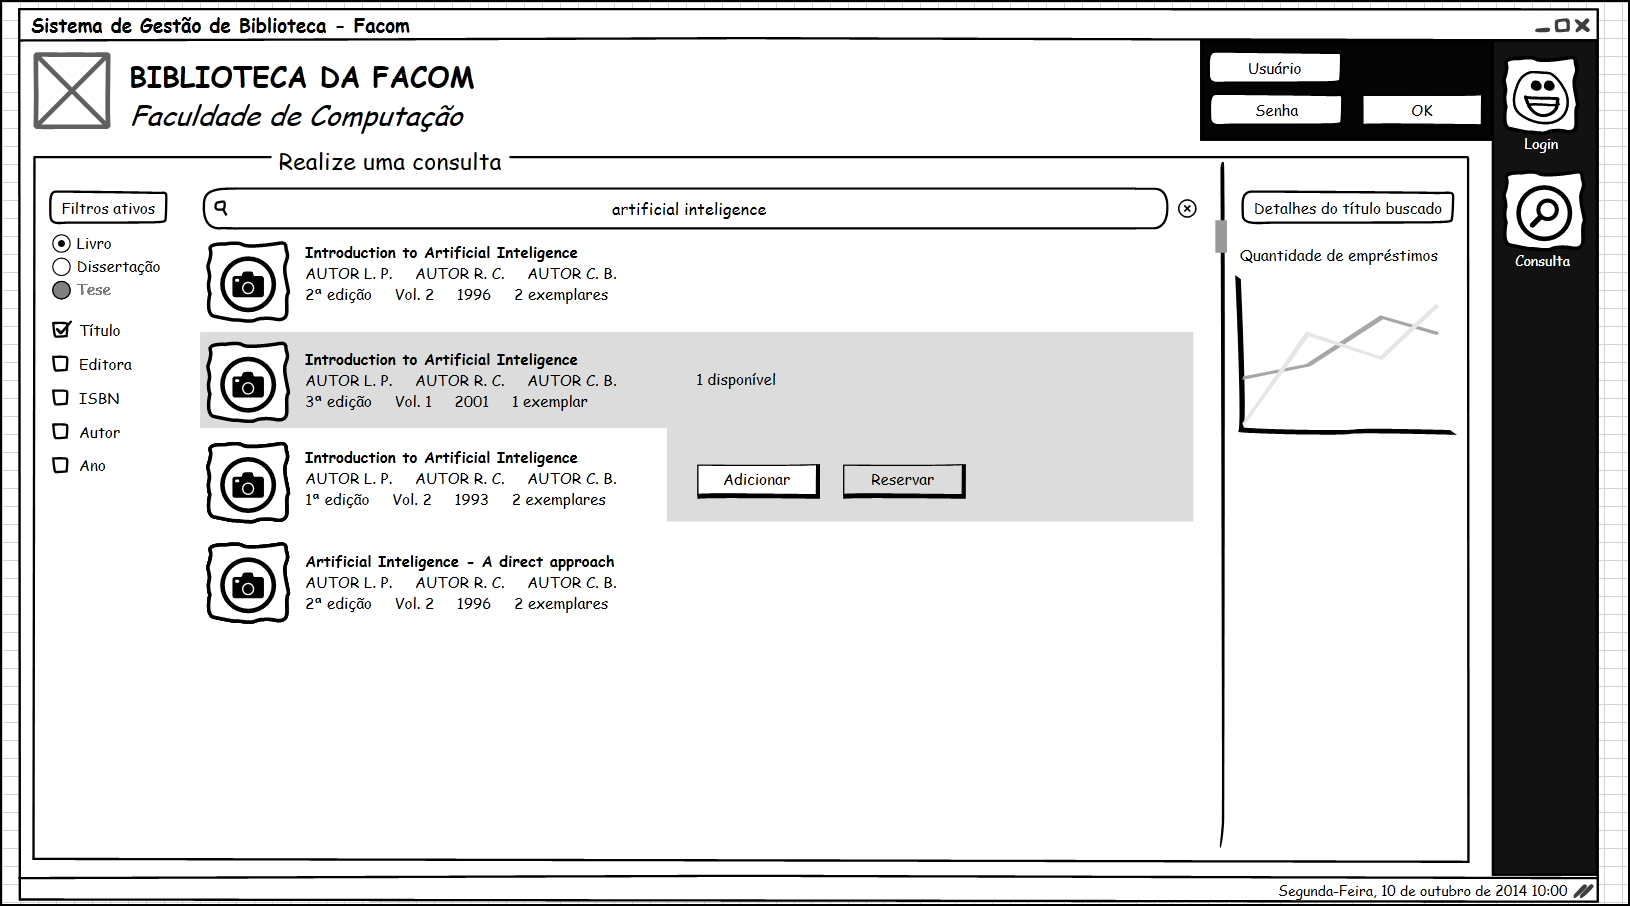 Sistema de Gestão de Biblioteca - Facom
BIBLIOTECA DA FACOM
Faculdade de Computação
Usuário
Senha
OK
Login
Consulta
Realize uma consulta
Filtros ativos
Livro
Dissertação
Tese
Título
Editora
ISBN
Autor
Ano
artificial inteligence
Introduction to Artificial Inteligence
AUTOR L. P. AUTOR R. C. AUTOR C. B.
2ª edição Vol. 2 1996 2 exemplares
Introduction to Artificial Inteligence
AUTOR L. P. AUTOR R. C. AUTOR C. B.
3ª edição Vol. 1 2001 1 exemplar
1 disponível
Adicionar
Reservar
Introduction to Artificial Inteligence
AUTOR L. P. AUTOR R. C. AUTOR C. B.
1ª edição Vol. 2 1993 2 exemplares
Artificial Inteligence - A direct approach
AUTOR L. P. AUTOR R. C. AUTOR C. B.
2ª edição Vol. 2 1996 2 exemplares
Detalhes do título buscado
Quantidade de empréstimos
Segunda-Feira, 10 de outubro de 2014 10:00